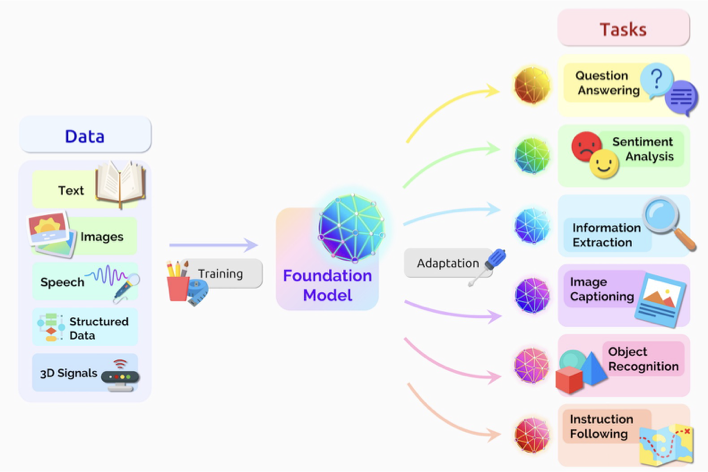 Tasks
Question
Answering
?
Data
Sentiment
Analysis
Text
Images
Information
Extraction
Speech
Training
Foundation
Model
Adaptation
Image
Captioning
Structured
Data
3D Signals
Object
Recognition
Instruction
Following